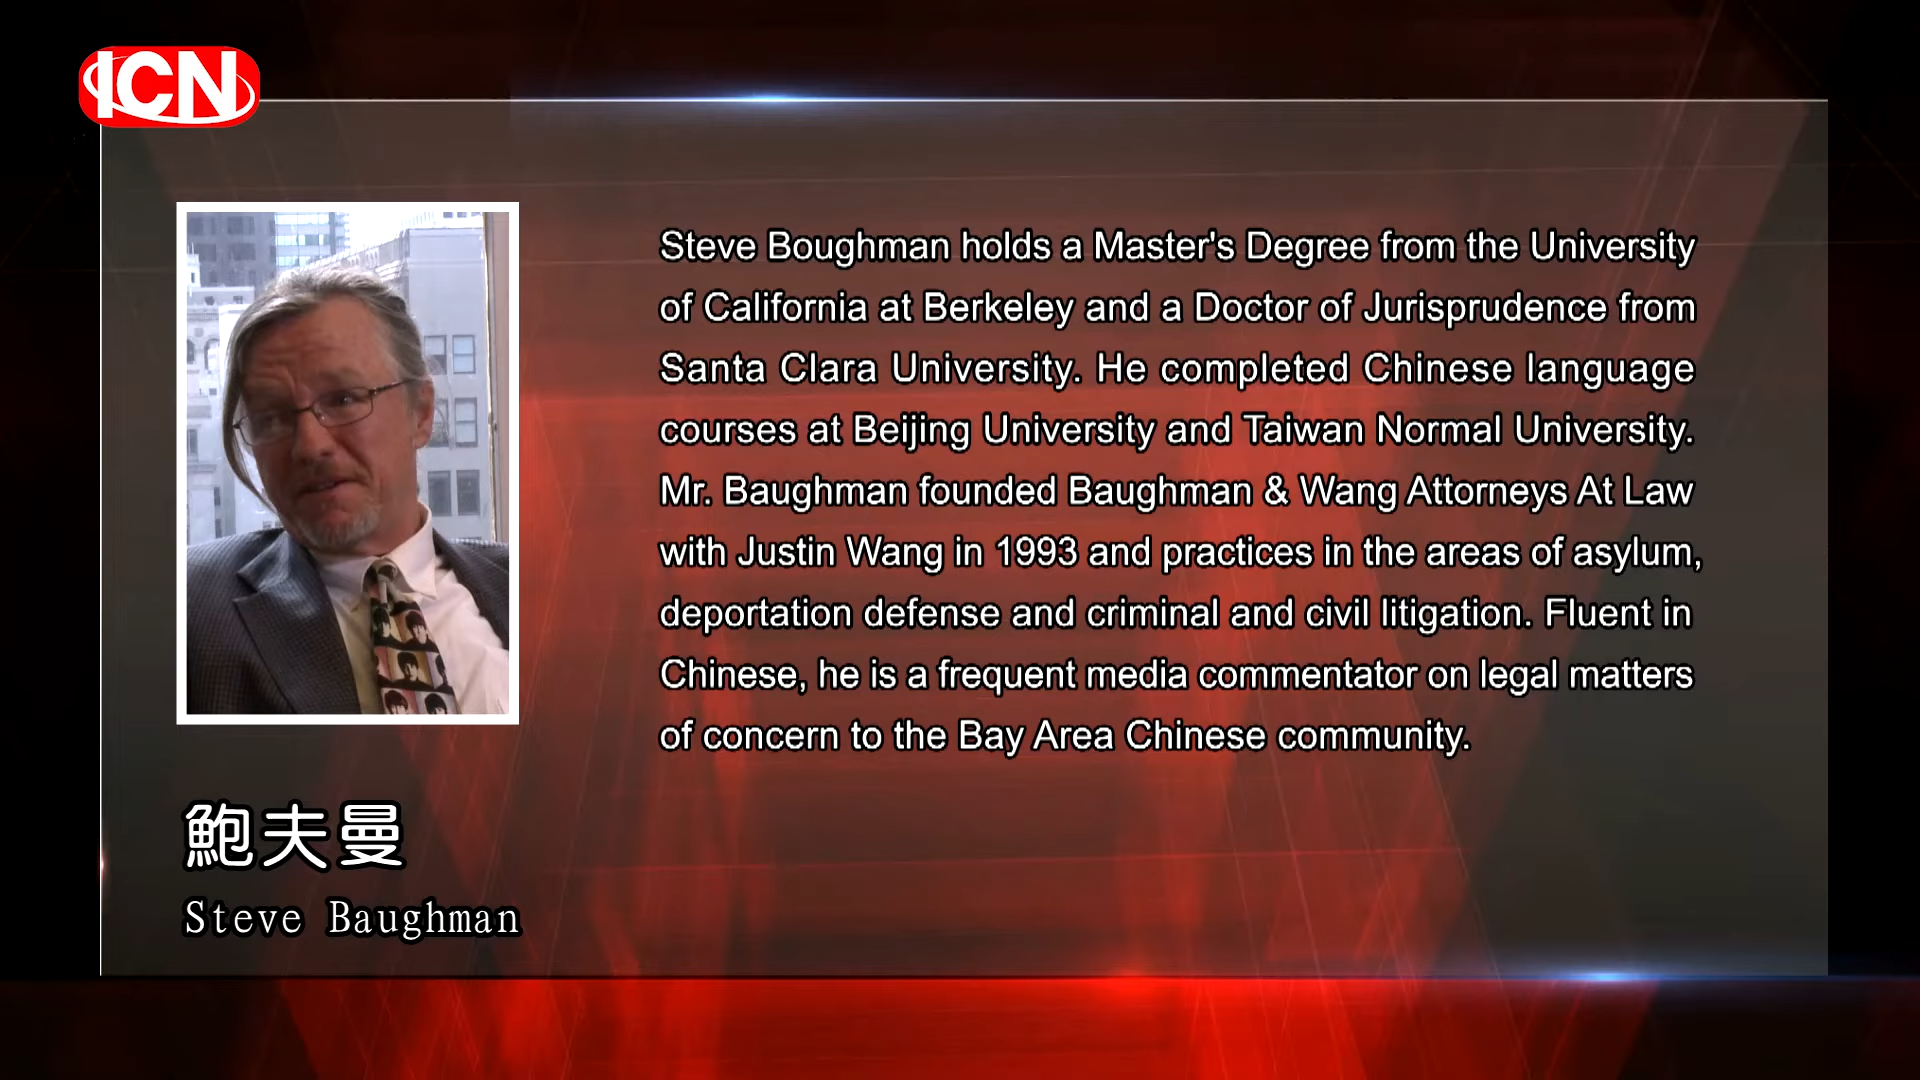 ICN
Steve Boughman holds a Master's Degree from the University
of California at Berkeley and a Doctor of Jurisprudence from
Santa Clara University. He completed Chinese language
courses at Beijing University and Taiwan Normal University.
Mr. Baughman founded Baughman & Wang Attorneys At Law
with Justin Wang in 1993 and practices in the areas of asylum,
deportation defense and criminal and civil litigation. Fluent in
Chinese, he is a frequent media commentator on legal matters
of concern to the Bay Area Chinese community.
鮑夫曼
Steve Baughman